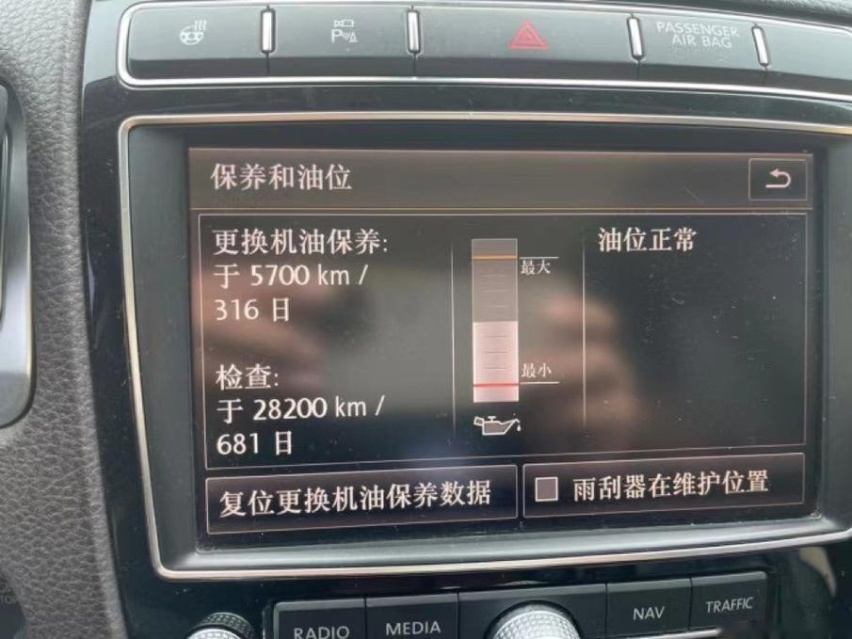 PASSENGER
AIR BAG
P
保养和油位
更换机油保养:
于 5700 km /
316 日
检查:
于 28200 km /
681 日
最大
最小
油位正常
复位更换机油保养数据
雨刮器在维护位置
RADIO
MEDIA
NAV
TRAFFIC